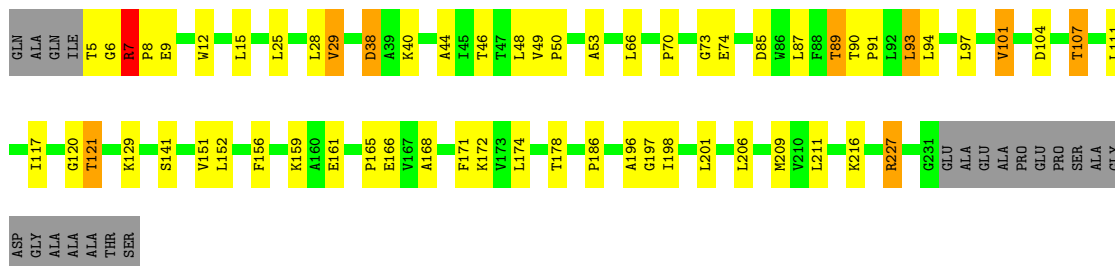 GLN ALA GLN ILE T5 G6 R7 P8 E9 W12 L15 L25 L28 V29 D38 A39 K40 A44 I45 T46 T47 L48 V49 P50 A53 L66 P70 G73 E74 D85 W86 L87 F88 T89 T90 P91 L92 L93 L94 L97 V101 D104 T107 L111
I117 G120 T121 K129 S141 V151 L152 F156 K159 A160 E161 P165 E166 V167 A168 F171 K172 V173 L174 T178 P186 A196 G197 I198 L201 L206 M209 V210 L211 K216 R227 G231 GLU ALA GLU ALA PRO GLU PRO SER ALA GLY
ASP GLY ALA ALA ALA THR SER